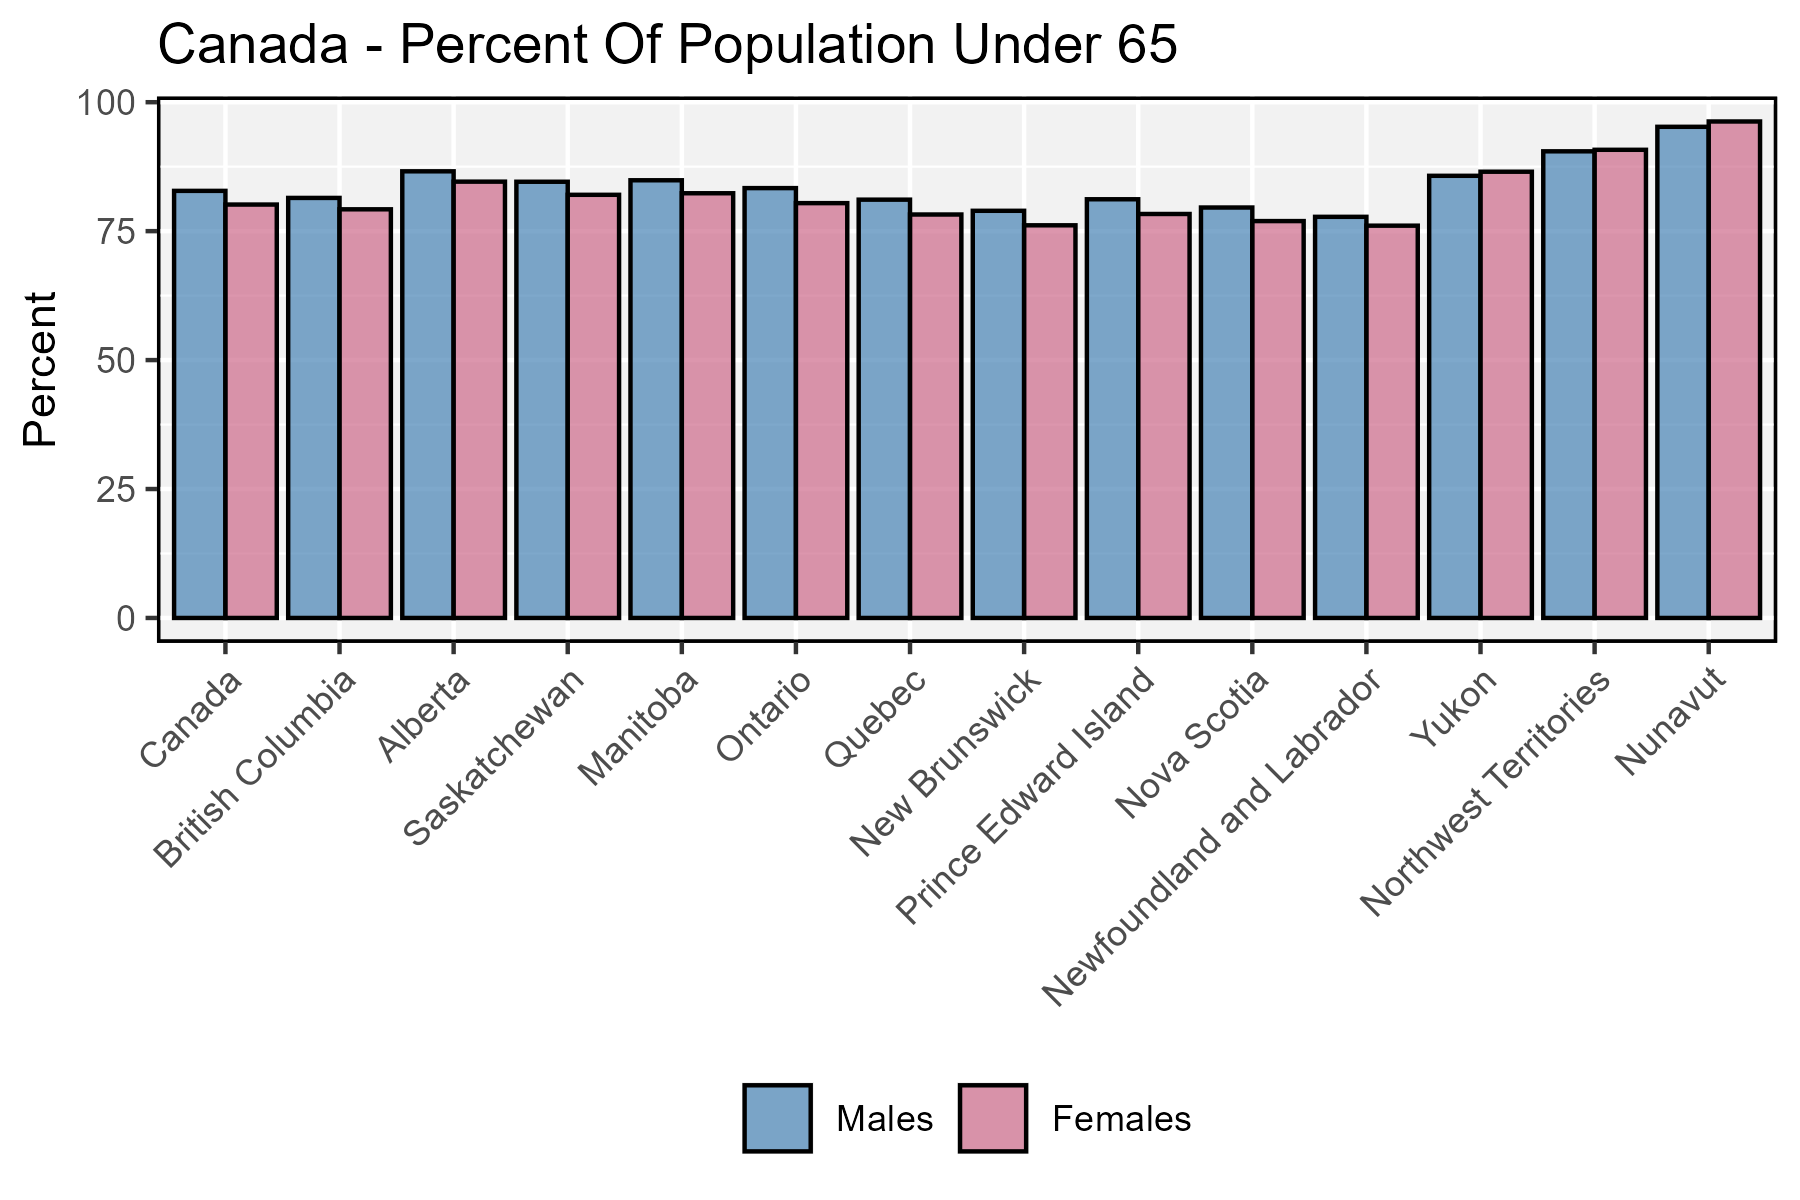 Canada - Percent Of Population Under 65
Percent
100
75
50
25
0
Canada
British Columbia
Alberta
Saskatchewan
Manitoba
Ontario
Quebec
New Brunswick
Prince Edward Island
Nova Scotia
Newfoundland and Labrador
Yukon
Northwest Territories
Nunavut
Males
Females